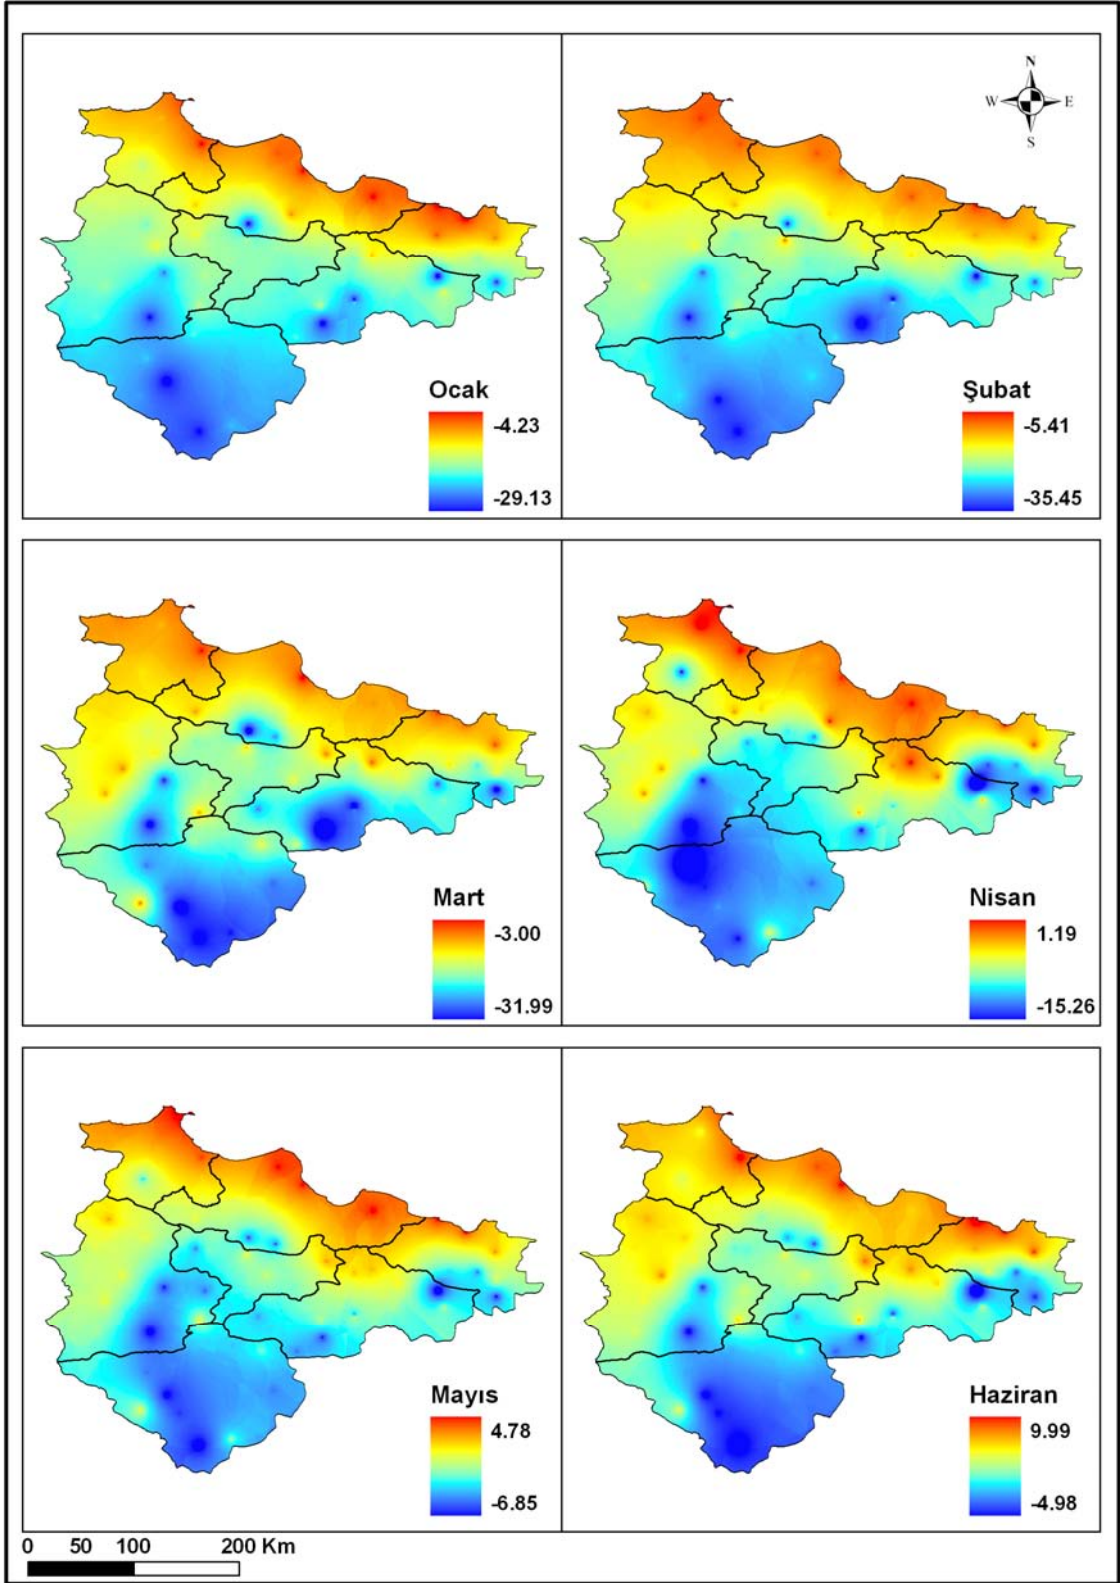 N
W E
S
Ocak
-4.23
-29.13
Şubat
-5.41
-35.45
Mart
-3.00
-31.99
Nisan
1.19
-15.26
Mayıs
4.78
-6.85
Haziran
9.99
-4.98
0 50 100 200 Km